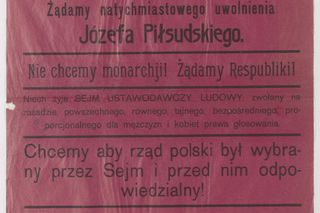 Żądamy natychmiastowego uwolnienia
Józefa Piłsudskiego.
Nie chcemy monarchji! Żądamy Respubliki!
Niech żyje SEJM USTAWODAWCZY, LUDOWY, zwołany na
zasadzie powszechnego, równego, tajnego, bezpośredniego, pro-
porcjonalnego dla mężczyzn i kobiet prawa głosowania.
Chcemy aby rząd polski był wybra-
ny przez Sejm i przed nim odpo-
wiedzialny!